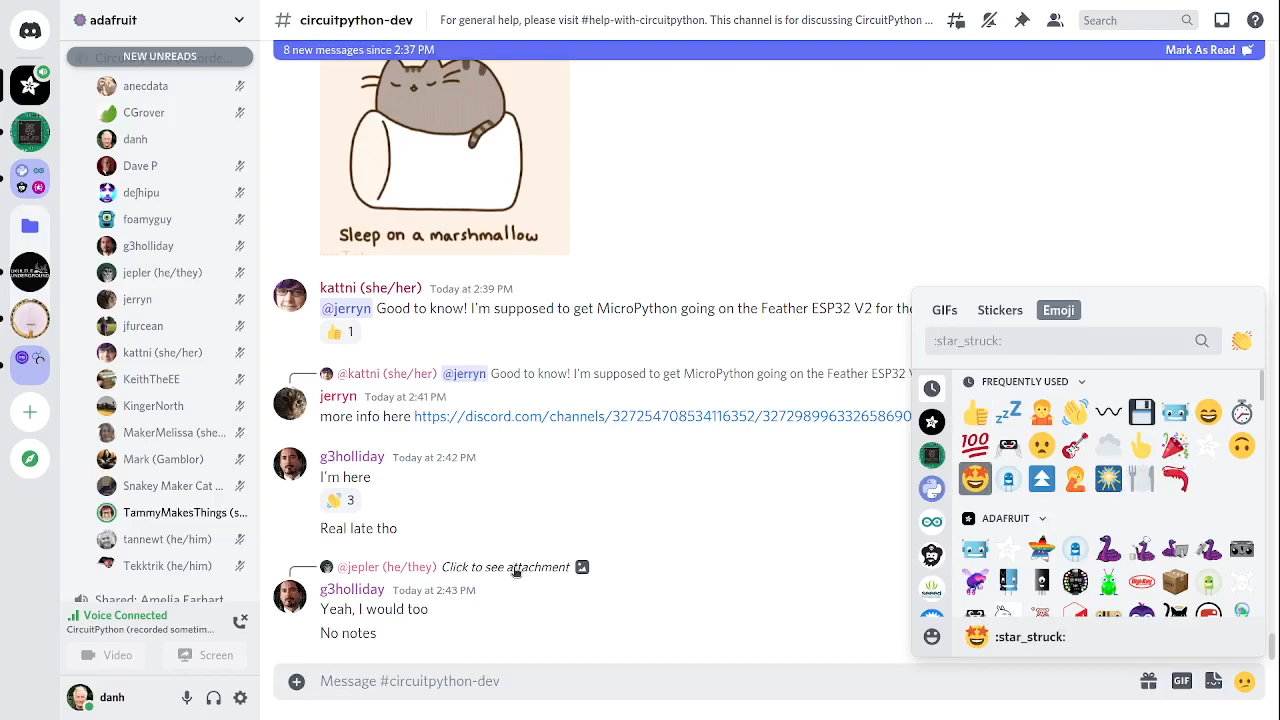 adafruit
NEW UNREADS
anecdata
CGrover
danh
Dave P
deʃhipu
foamyguy
g3holliday
jepler (he/they)
jerryn
jfurcean
kattni (she/her)
KeithTheEE
KingerNorth
MakerMelissa (she...
Mark (Gamblor)
Snakey Maker Cat ...
TammyMakesThings (s...
tannewt (he/him)
Tekktrik (he/him)
Shared: Amelia Earhart
Voice Connected
CircuitPython (recorded sometim...
Video
Screen
danh
circuitpython-dev
For general help, please visit #help-with-circuitpython. This channel is for discussing CircuitPython ...
Search
8 new messages since 2:37 PM
Mark As Read
Sleep on a marshmallow
kattni (she/her) Today at 2:39 PM
@jerryn Good to know! I'm supposed to get MicroPython going on the Feather ESP32 V2 for the
1
@kattni (she/her) @jerryn Good to know! I'm supposed to get MicroPython going on the Feather ESP32 V
jerryn Today at 2:41 PM
more info here https://discord.com/channels/327254708534116352/327298996332658690
g3holliday Today at 2:42 PM
I'm here
3
Real late tho
@jepler (he/they) Click to see attachment
g3holliday Today at 2:43 PM
Yeah, I would too
No notes
Message #circuitpython-dev
GIF
GIFs
Stickers
Emoji
:star_struck:
FREQUENTLY USED
ADAFRUIT
:star_struck: